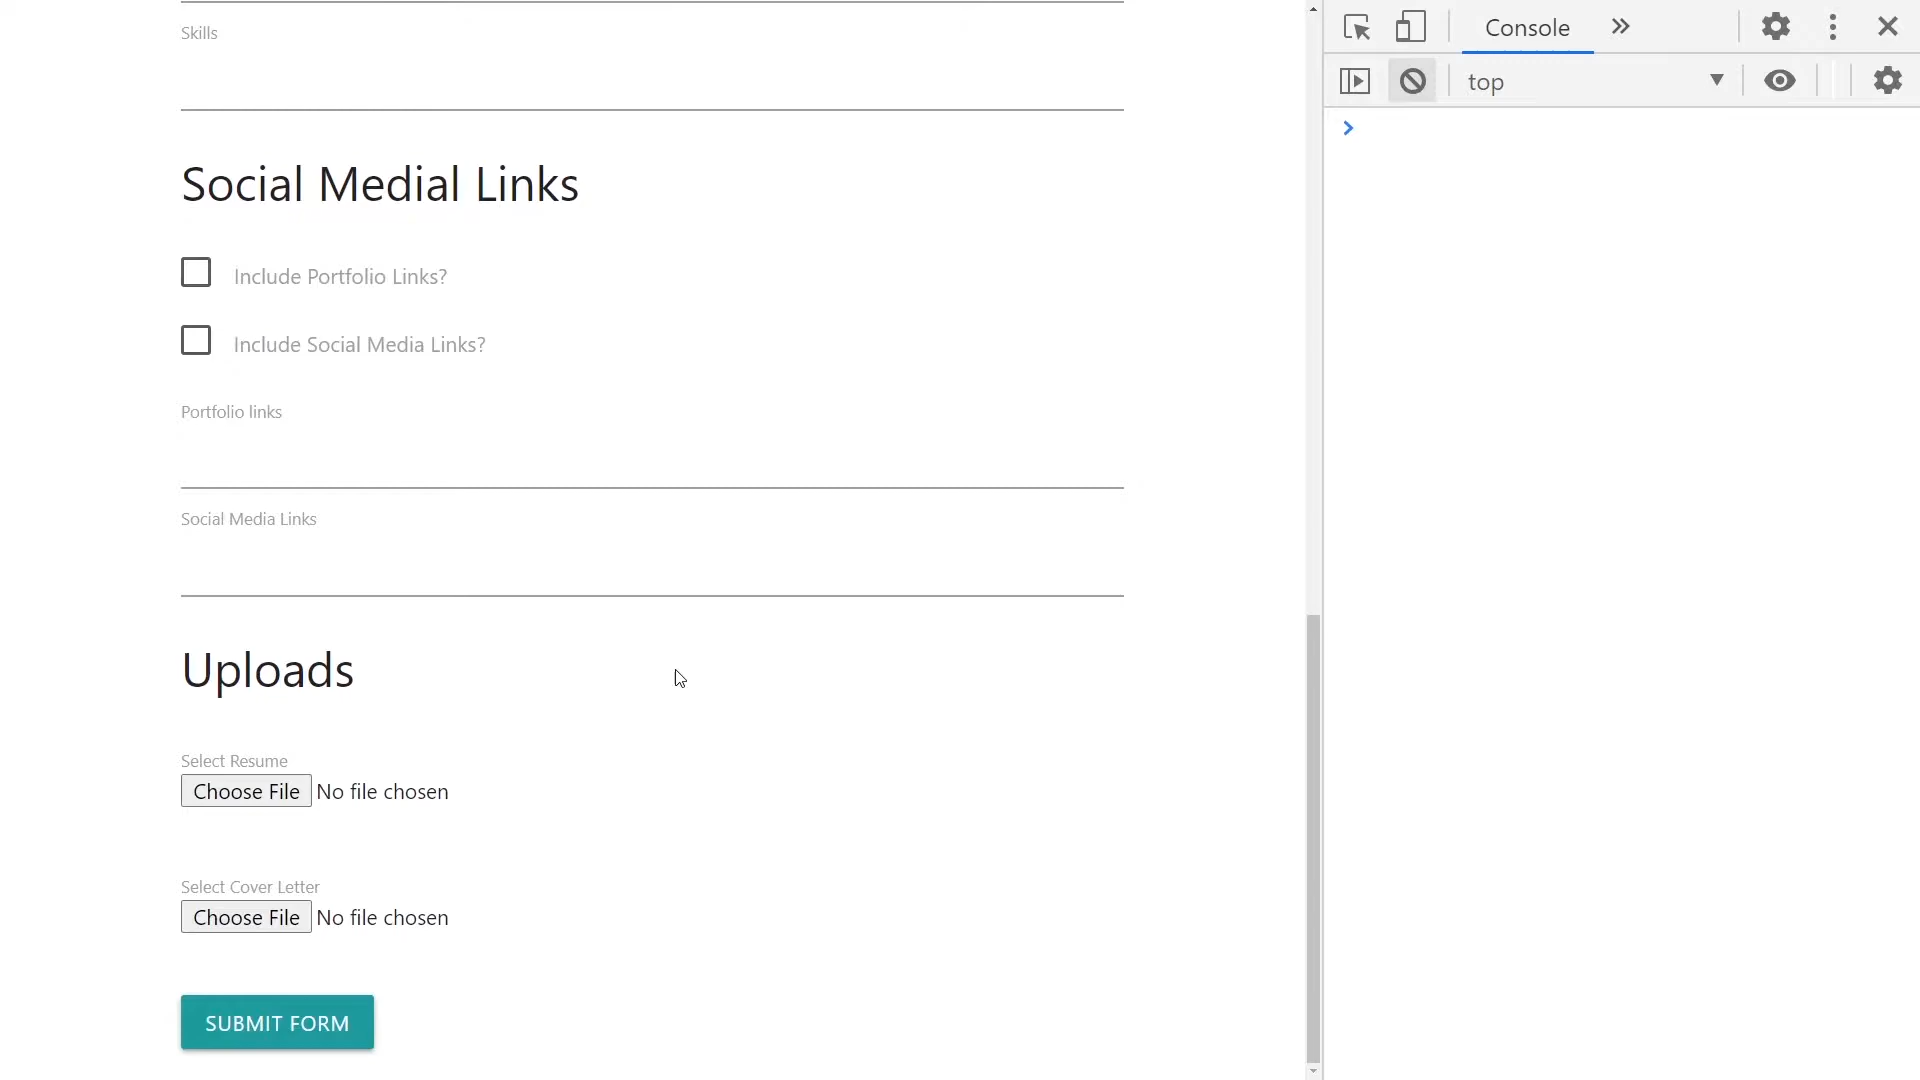 Skills
Console
top
Social Medial Links
Include Portfolio Links?
Include Social Media Links?
Portfolio links
Social Media Links
Uploads
Select Resume
Choose File No file chosen
Select Cover Letter
Choose File No file chosen
SUBMIT FORM